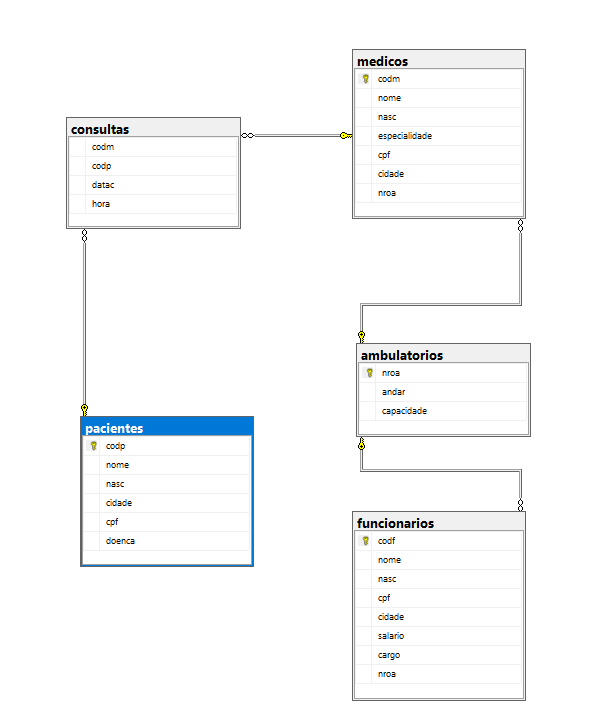 medicos
codm
nome
nasc
especialidade
cpf
cidade
nroa
consultas
codm
codp
datac
hora
ambulatorios
nroa
andar
capacidade
pacientes
codp
nome
nasc
cidade
cpf
doenca
funcionarios
codf
nome
nasc
cpf
cidade
salario
cargo
nroa